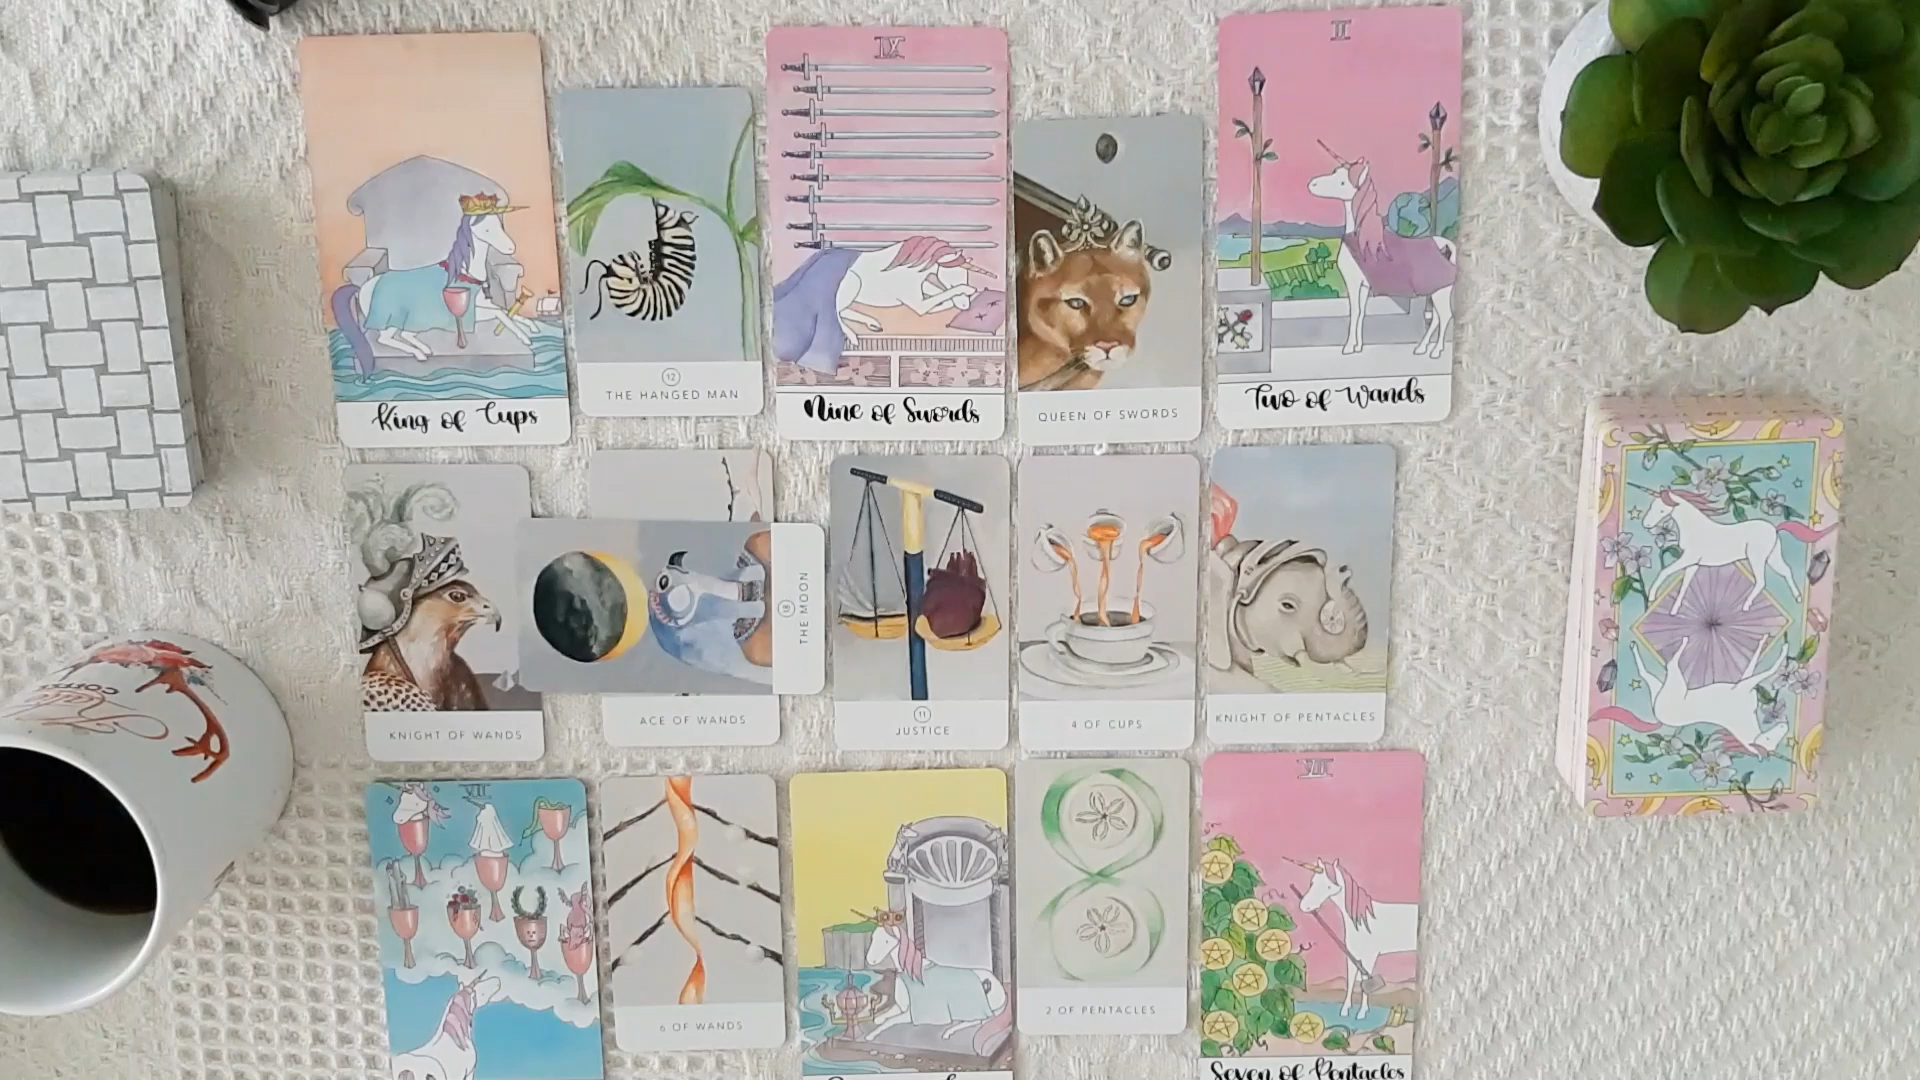 IX
II
King of Cups
12
THE HANGED MAN
Nine of Swords
QUEEN OF SWORDS
Two of Wands
KNIGHT OF WANDS
18
THE MOON
ACE OF WANDS
11
JUSTICE
4 OF CUPS
KNIGHT OF PENTACLES
VII
VII
6 OF WANDS
2 OF PENTACLES
Seven of Pentacles